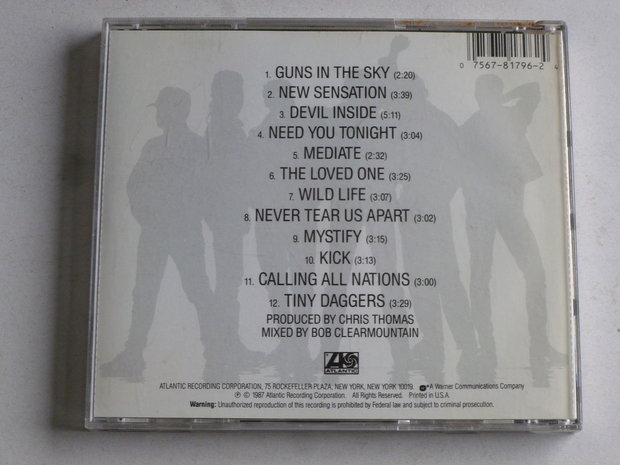 0 7567-81796-2 4
1. GUNS IN THE SKY (2:20)
2. NEW SENSATION (3:39)
3. DEVIL INSIDE (5:11)
4. NEED YOU TONIGHT (3:04)
5. MEDIATE (2:32)
6. THE LOVED ONE (3:25)
7. WILD LIFE (3:07)
8. NEVER TEAR US APART (3:02)
9. MYSTIFY (3:15)
10. KICK (3:13)
11. CALLING ALL NATIONS (3:00)
12. TINY DAGGERS (3:29)
PRODUCED BY CHRIS THOMAS
MIXED BY BOB CLEARMOUNTAIN
ATLANTIC
ATLANTIC RECORDING CORPORATION, 75 ROCKEFELLER PLAZA, NEW YORK, NEW YORK 10019. A Warner Communications Company
℗ © 1987 Atlantic Recording Corporation. All Rights Reserved. Printed in U.S.A.
Warning: Unauthorized reproduction of this recording is prohibited by Federal law and subject to criminal prosecution.